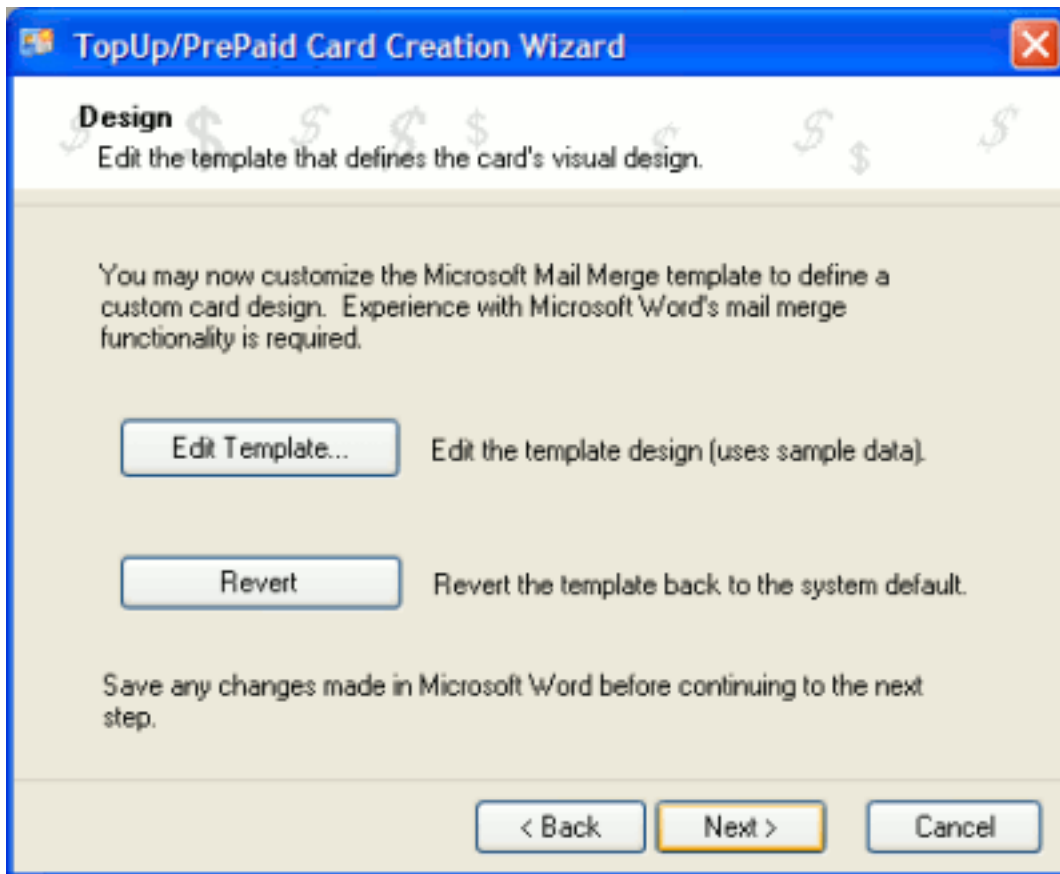 TopUp/PrePaid Card Creation Wizard
Design
Edit the template that defines the card's visual design.
You may now customize the Microsoft Mail Merge template to define a
custom card design.  Experience with Microsoft Word's mail merge
functionality is required.
Edit Template...
Edit the template design (uses sample data).
Revert
Revert the template back to the system default.
Save any changes made in Microsoft Word before continuing to the next
step.
< Back
Next >
Cancel